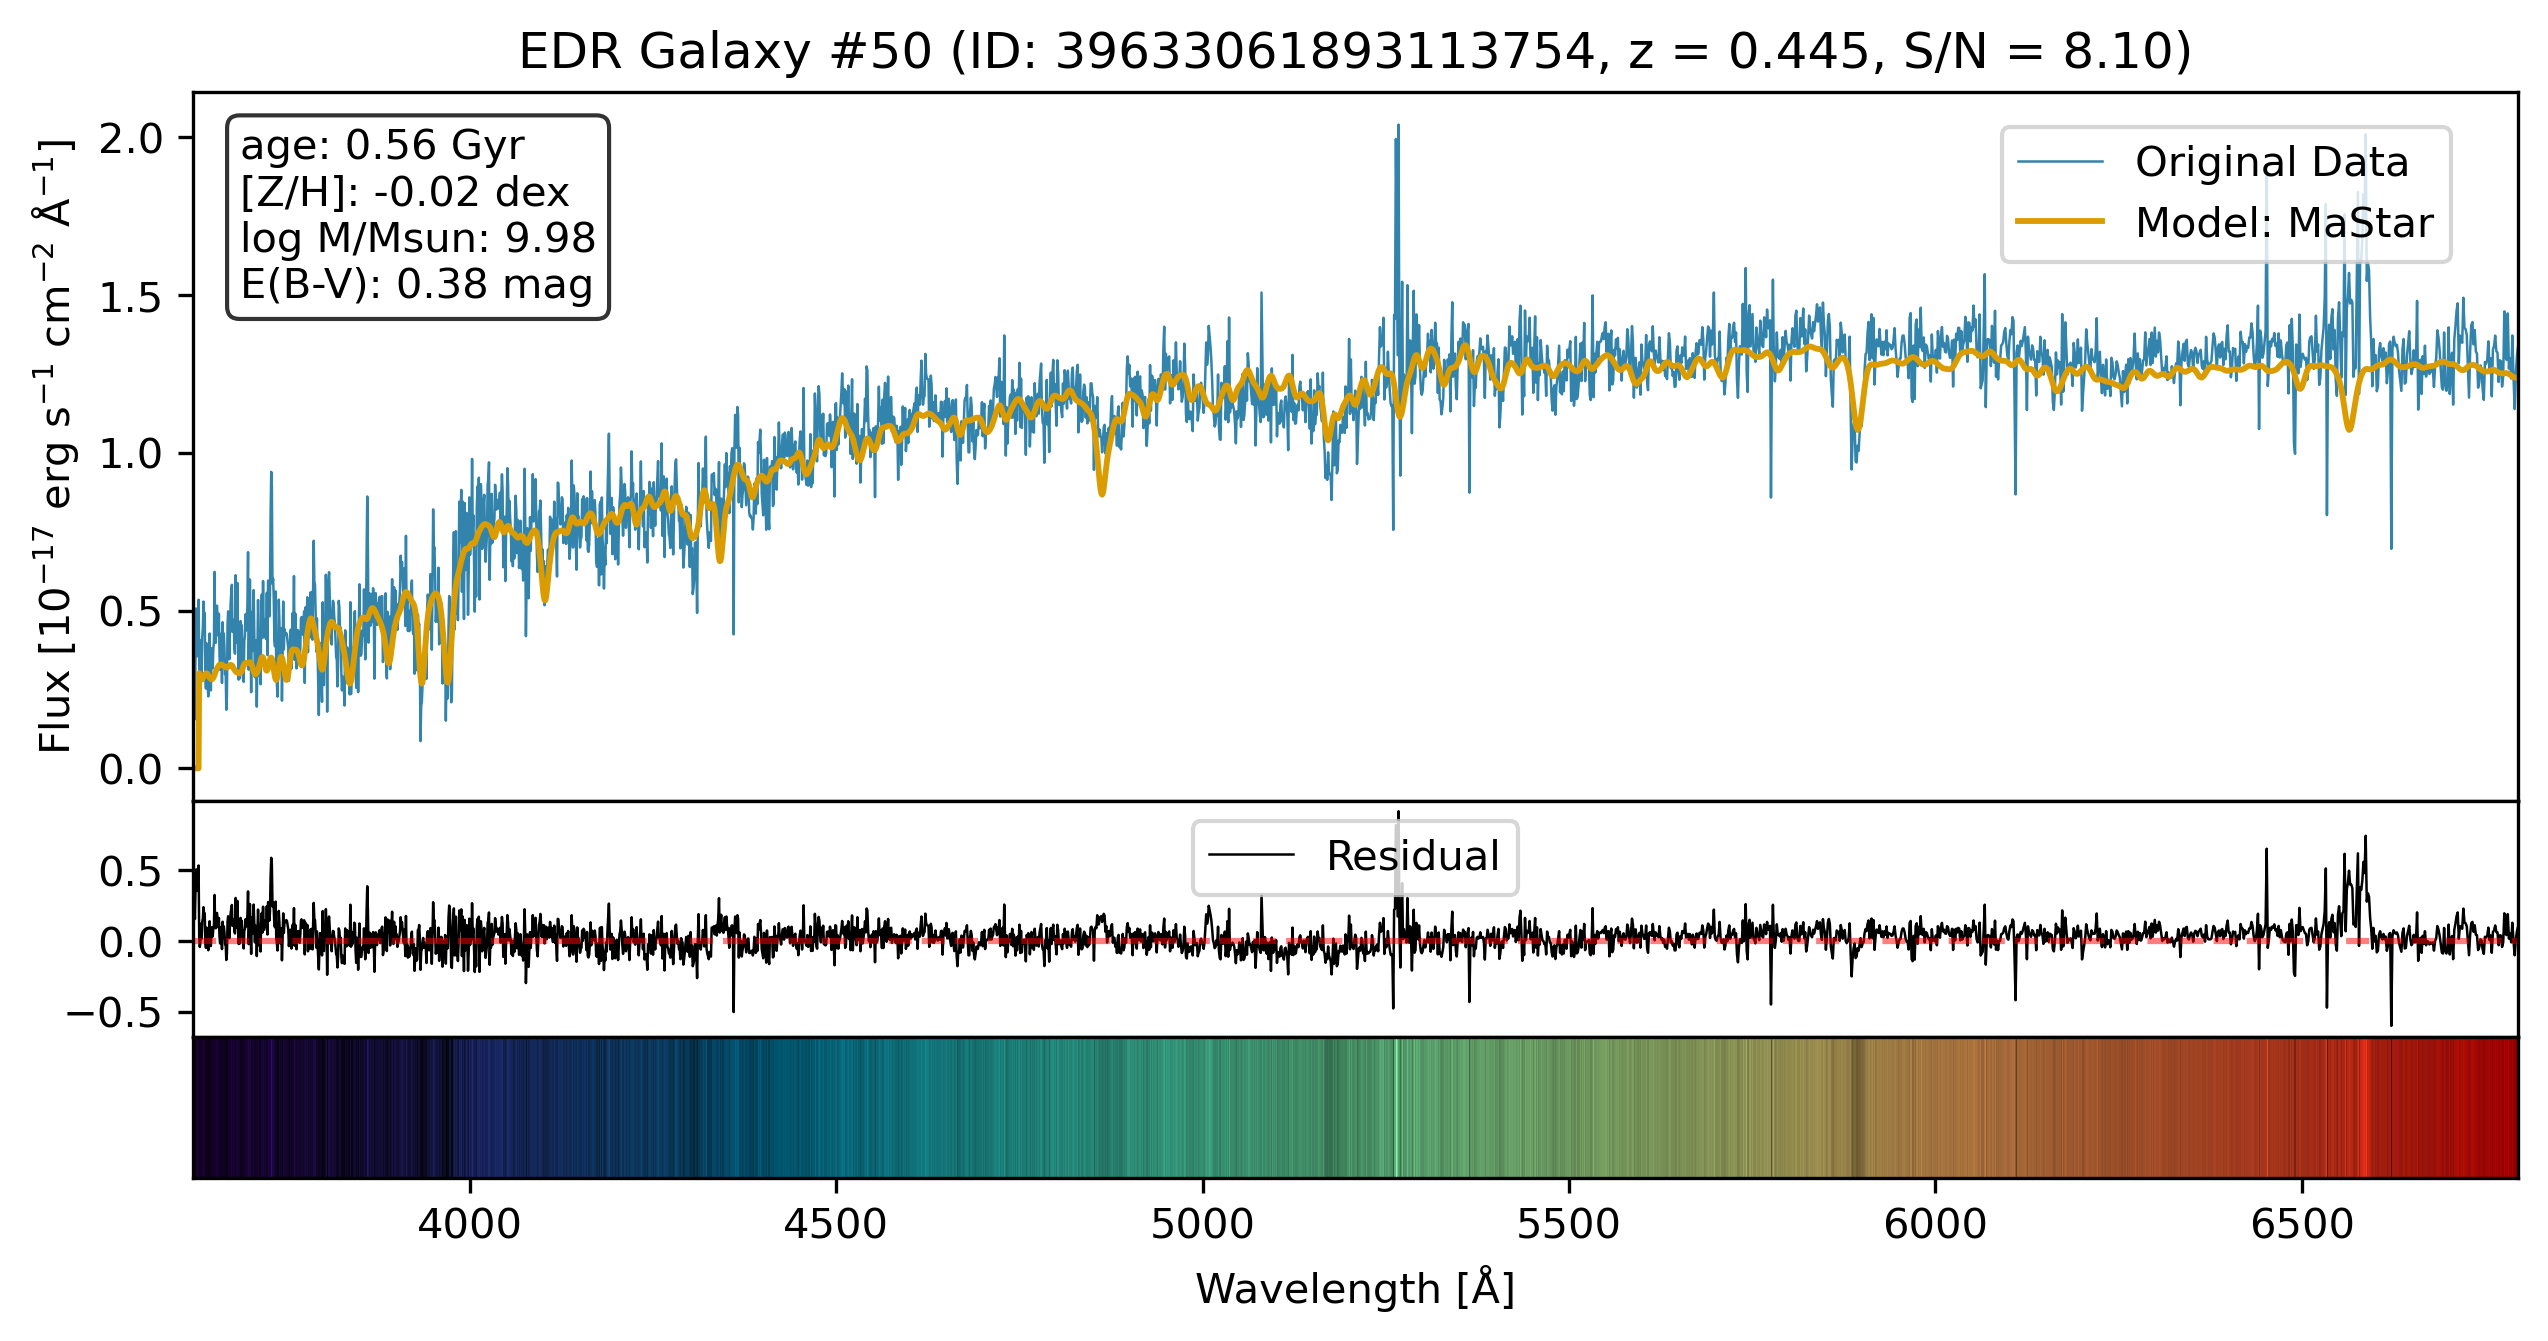 EDR Galaxy #50 (ID: 39633061893113754, z = 0.445, S/N = 8.10)
age: 0.56 Gyr
[Z/H]: -0.02 dex
log M/Msun: 9.98
E(B-V): 0.38 mag
Original Data
Model: MaStar
Flux [10⁻¹⁷ erg s⁻¹ cm⁻² Å⁻¹]
2.0
1.5
1.0
0.5
0.0
Residual
0.5
0.0
−0.5
4000 4500 5000 5500 6000 6500
Wavelength [Å]